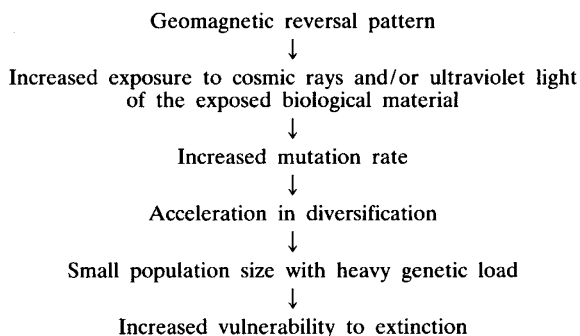 Geomagnetic reversal pattern
↓
Increased exposure to cosmic rays and/or ultraviolet light
of the exposed biological material
↓
Increased mutation rate
↓
Acceleration in diversification
↓
Small population size with heavy genetic load
↓
Increased vulnerability to extinction